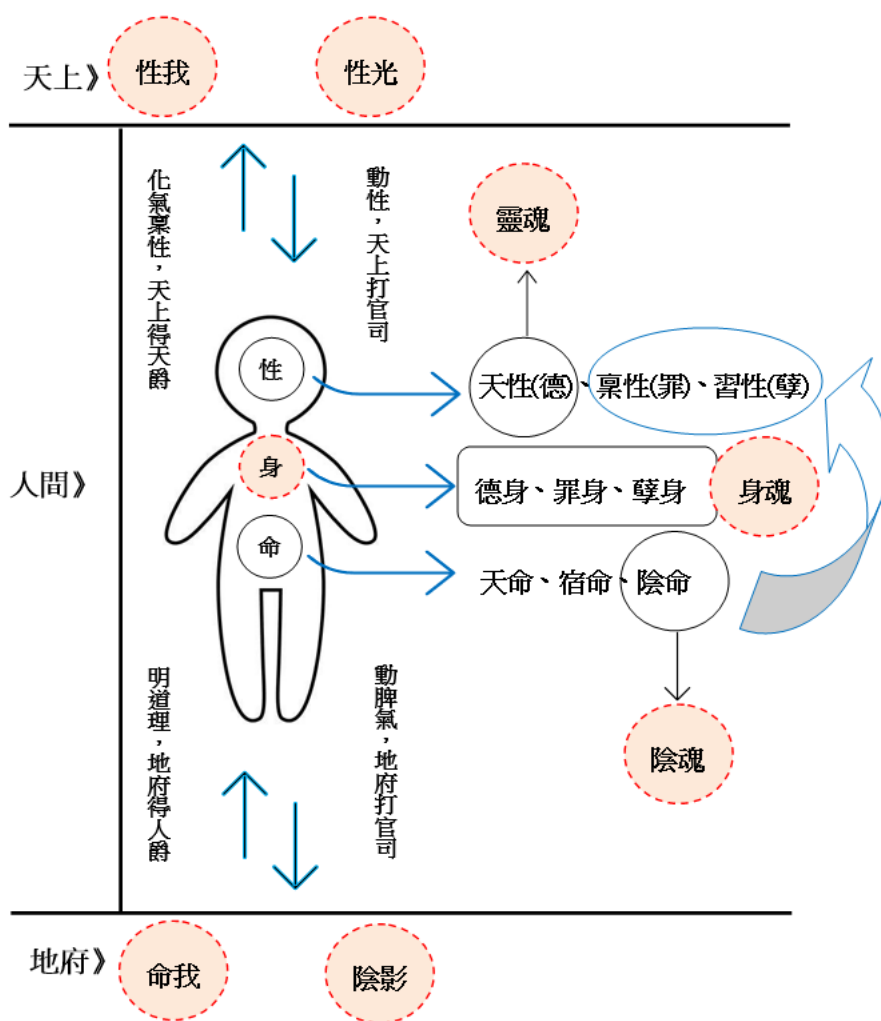 天上》
性我
性光
化氣稟性，天上得天爵
動性，天上打官司
靈魂
性
天性(德)、稟性(罪)、習性(孽)
人間》
身
德身、罪身、孽身
身魂
命
天命、宿命、陰命
明道理，地府得人爵
動脾氣，地府打官司
陰魂
地府》
命我
陰影